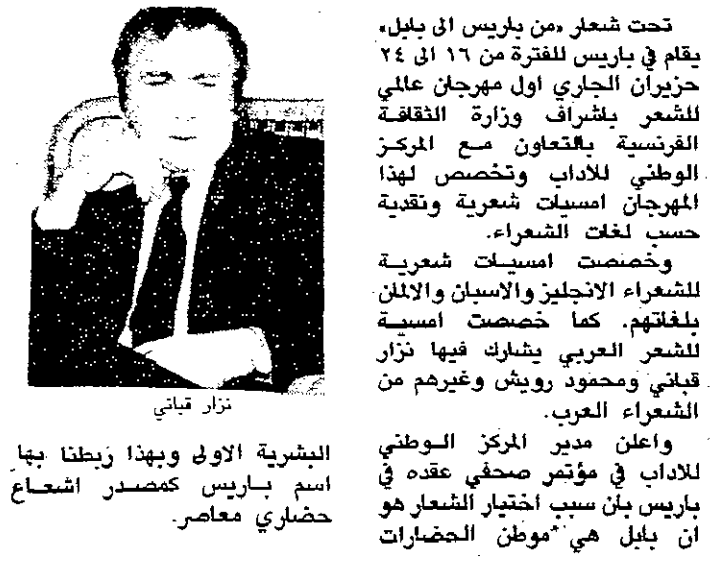 تحت شعار «من باريس الى بابل»
يقام في باريس للفترة من ١٦ الى ٢٤
حزيران الجاري اول مهرجان عالمي
للشعر باشراف وزارة الثقافة
الفرنسية بالتعاون مع المركز
الوطني للاداب وتخصص لهذا
المهرجان امسيات شعرية ونقدية
حسب لغات الشعراء.
وخصصت امسيات شعرية
للشعراء الانجليز والاسبان والالمان
بلغاتهم. كما خصصت امسية
للشعر العربي يشارك فيها نزار
قباني ومحمود رويش وغيرهم من
الشعراء العرب.
واعلن مدير المركز الوطني
للاداب في مؤتمر صحفي عقده في
باريس بان سبب اختيار الشعار هو
ان بابل هي موطن الحضارات
نزار قباني
البشرية الاولى وبهذا ربطنا بها
اسم باريس كمصدر اشعاع
حضاري معاصر.